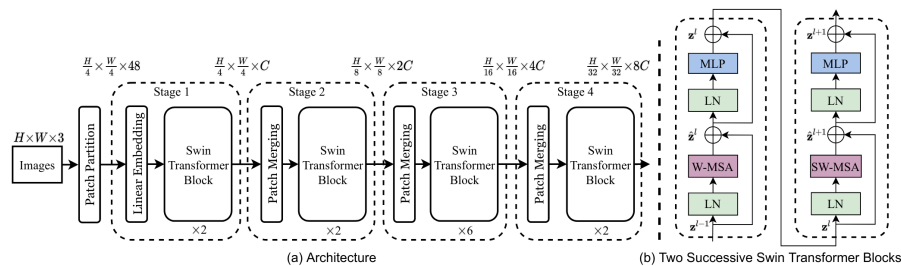 H/4 × W/4 × 48
H/4 × W/4 × C
H/8 × W/8 × 2C
H/16 × W/16 × 4C
H/32 × W/32 × 8C
Stage 1
Stage 2
Stage 3
Stage 4
H×W×3
Images
Patch Partition
Linear Embedding
Swin
Transformer
Block
×2
Patch Merging
Swin
Transformer
Block
×2
Patch Merging
Swin
Transformer
Block
×6
Patch Merging
Swin
Transformer
Block
×2
(a) Architecture
z^l
MLP
LN
ẑ^l
W-MSA
LN
z^{l-1}
z^{l+1}
MLP
LN
ẑ^{l+1}
SW-MSA
LN
z^l
(b) Two Successive Swin Transformer Blocks